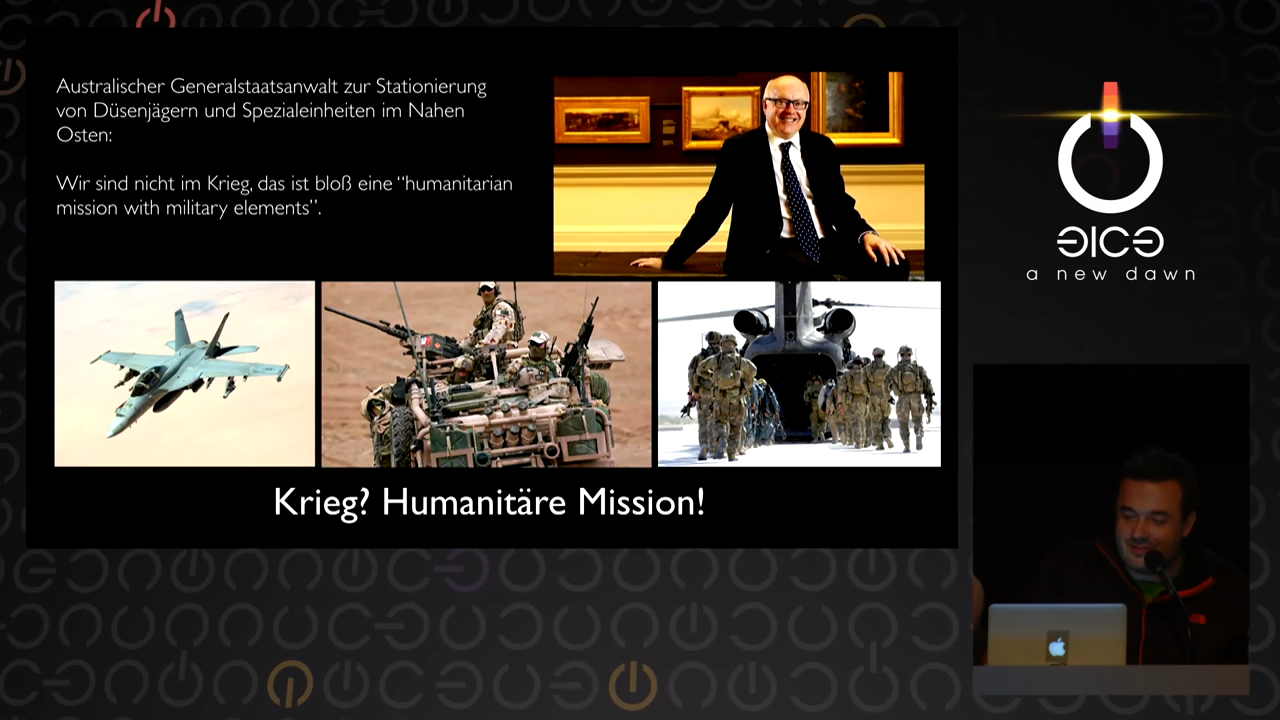 Australischer Generalstaatsanwalt zur Stationierung
von Düsenjägern und Spezialeinheiten im Nahen
Osten:
Wir sind nicht im Krieg, das ist bloß eine “humanitarian
mission with military elements”.
Krieg? Humanitäre Mission!
a new dawn